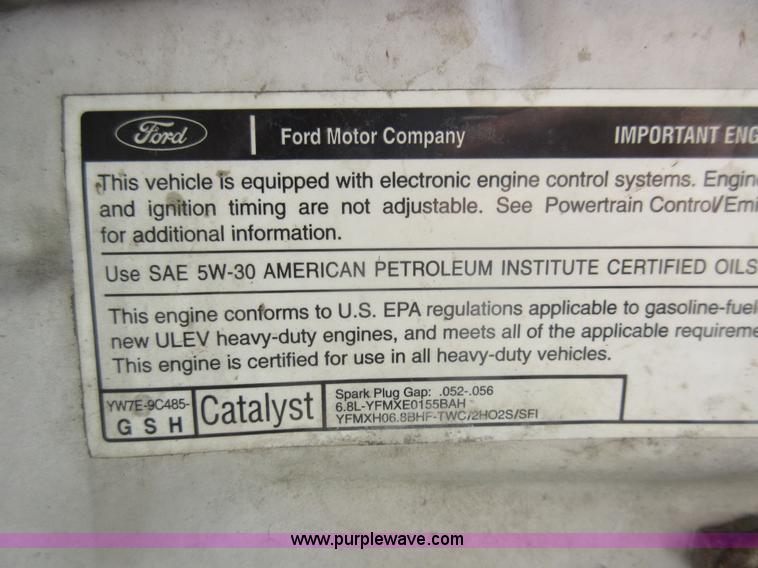 Ford
Ford Motor Company
IMPORTANT ENG
This vehicle is equipped with electronic engine control systems. Engin
and ignition timing are not adjustable. See Powertrain Control/Emi
for additional information.
Use SAE 5W-30 AMERICAN PETROLEUM INSTITUTE CERTIFIED OILS
This engine conforms to U.S. EPA regulations applicable to gasoline-fuel
new ULEV heavy-duty engines, and meets all of the applicable requireme
This engine is certified for use in all heavy-duty vehicles.
YW7E-9C485-
G S H
Catalyst
Spark Plug Gap: .052-.056
6.8L-YFMXE0155BAH
YFMXH06.8BHF-TWC/2HO2S/SFI
www.purplewave.com